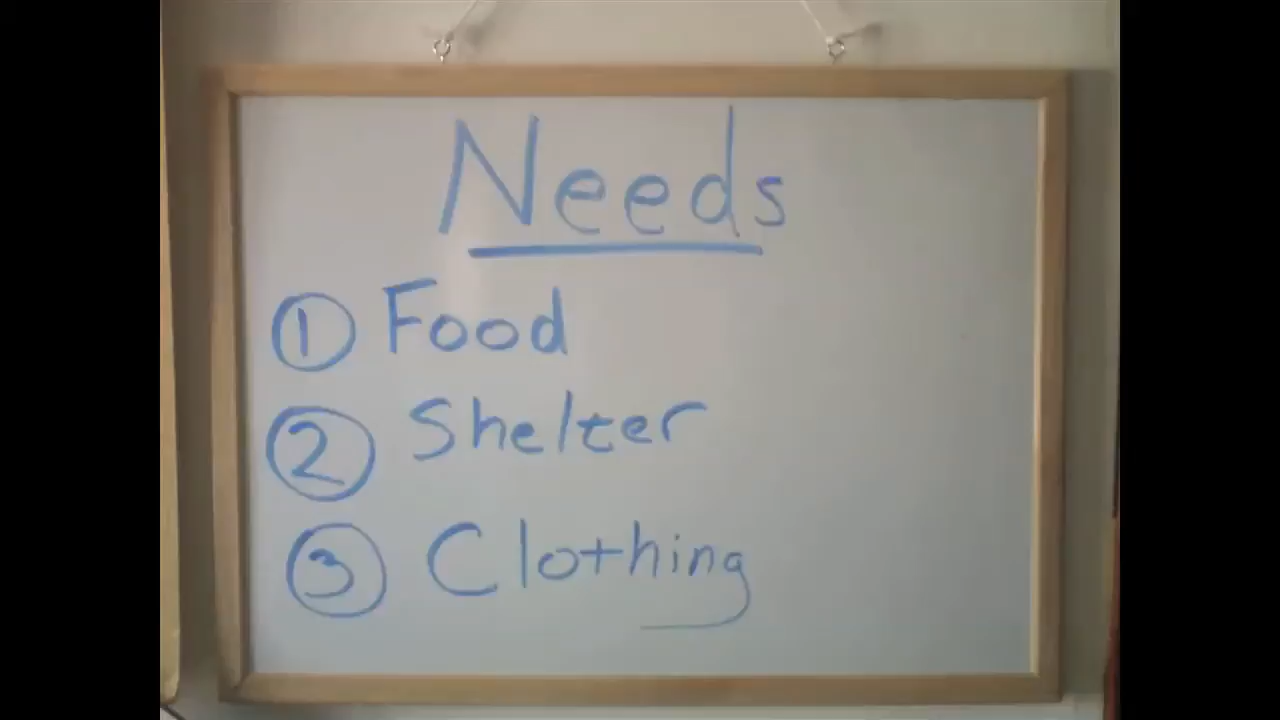 Needs
① Food
② Shelter
③ Clothing